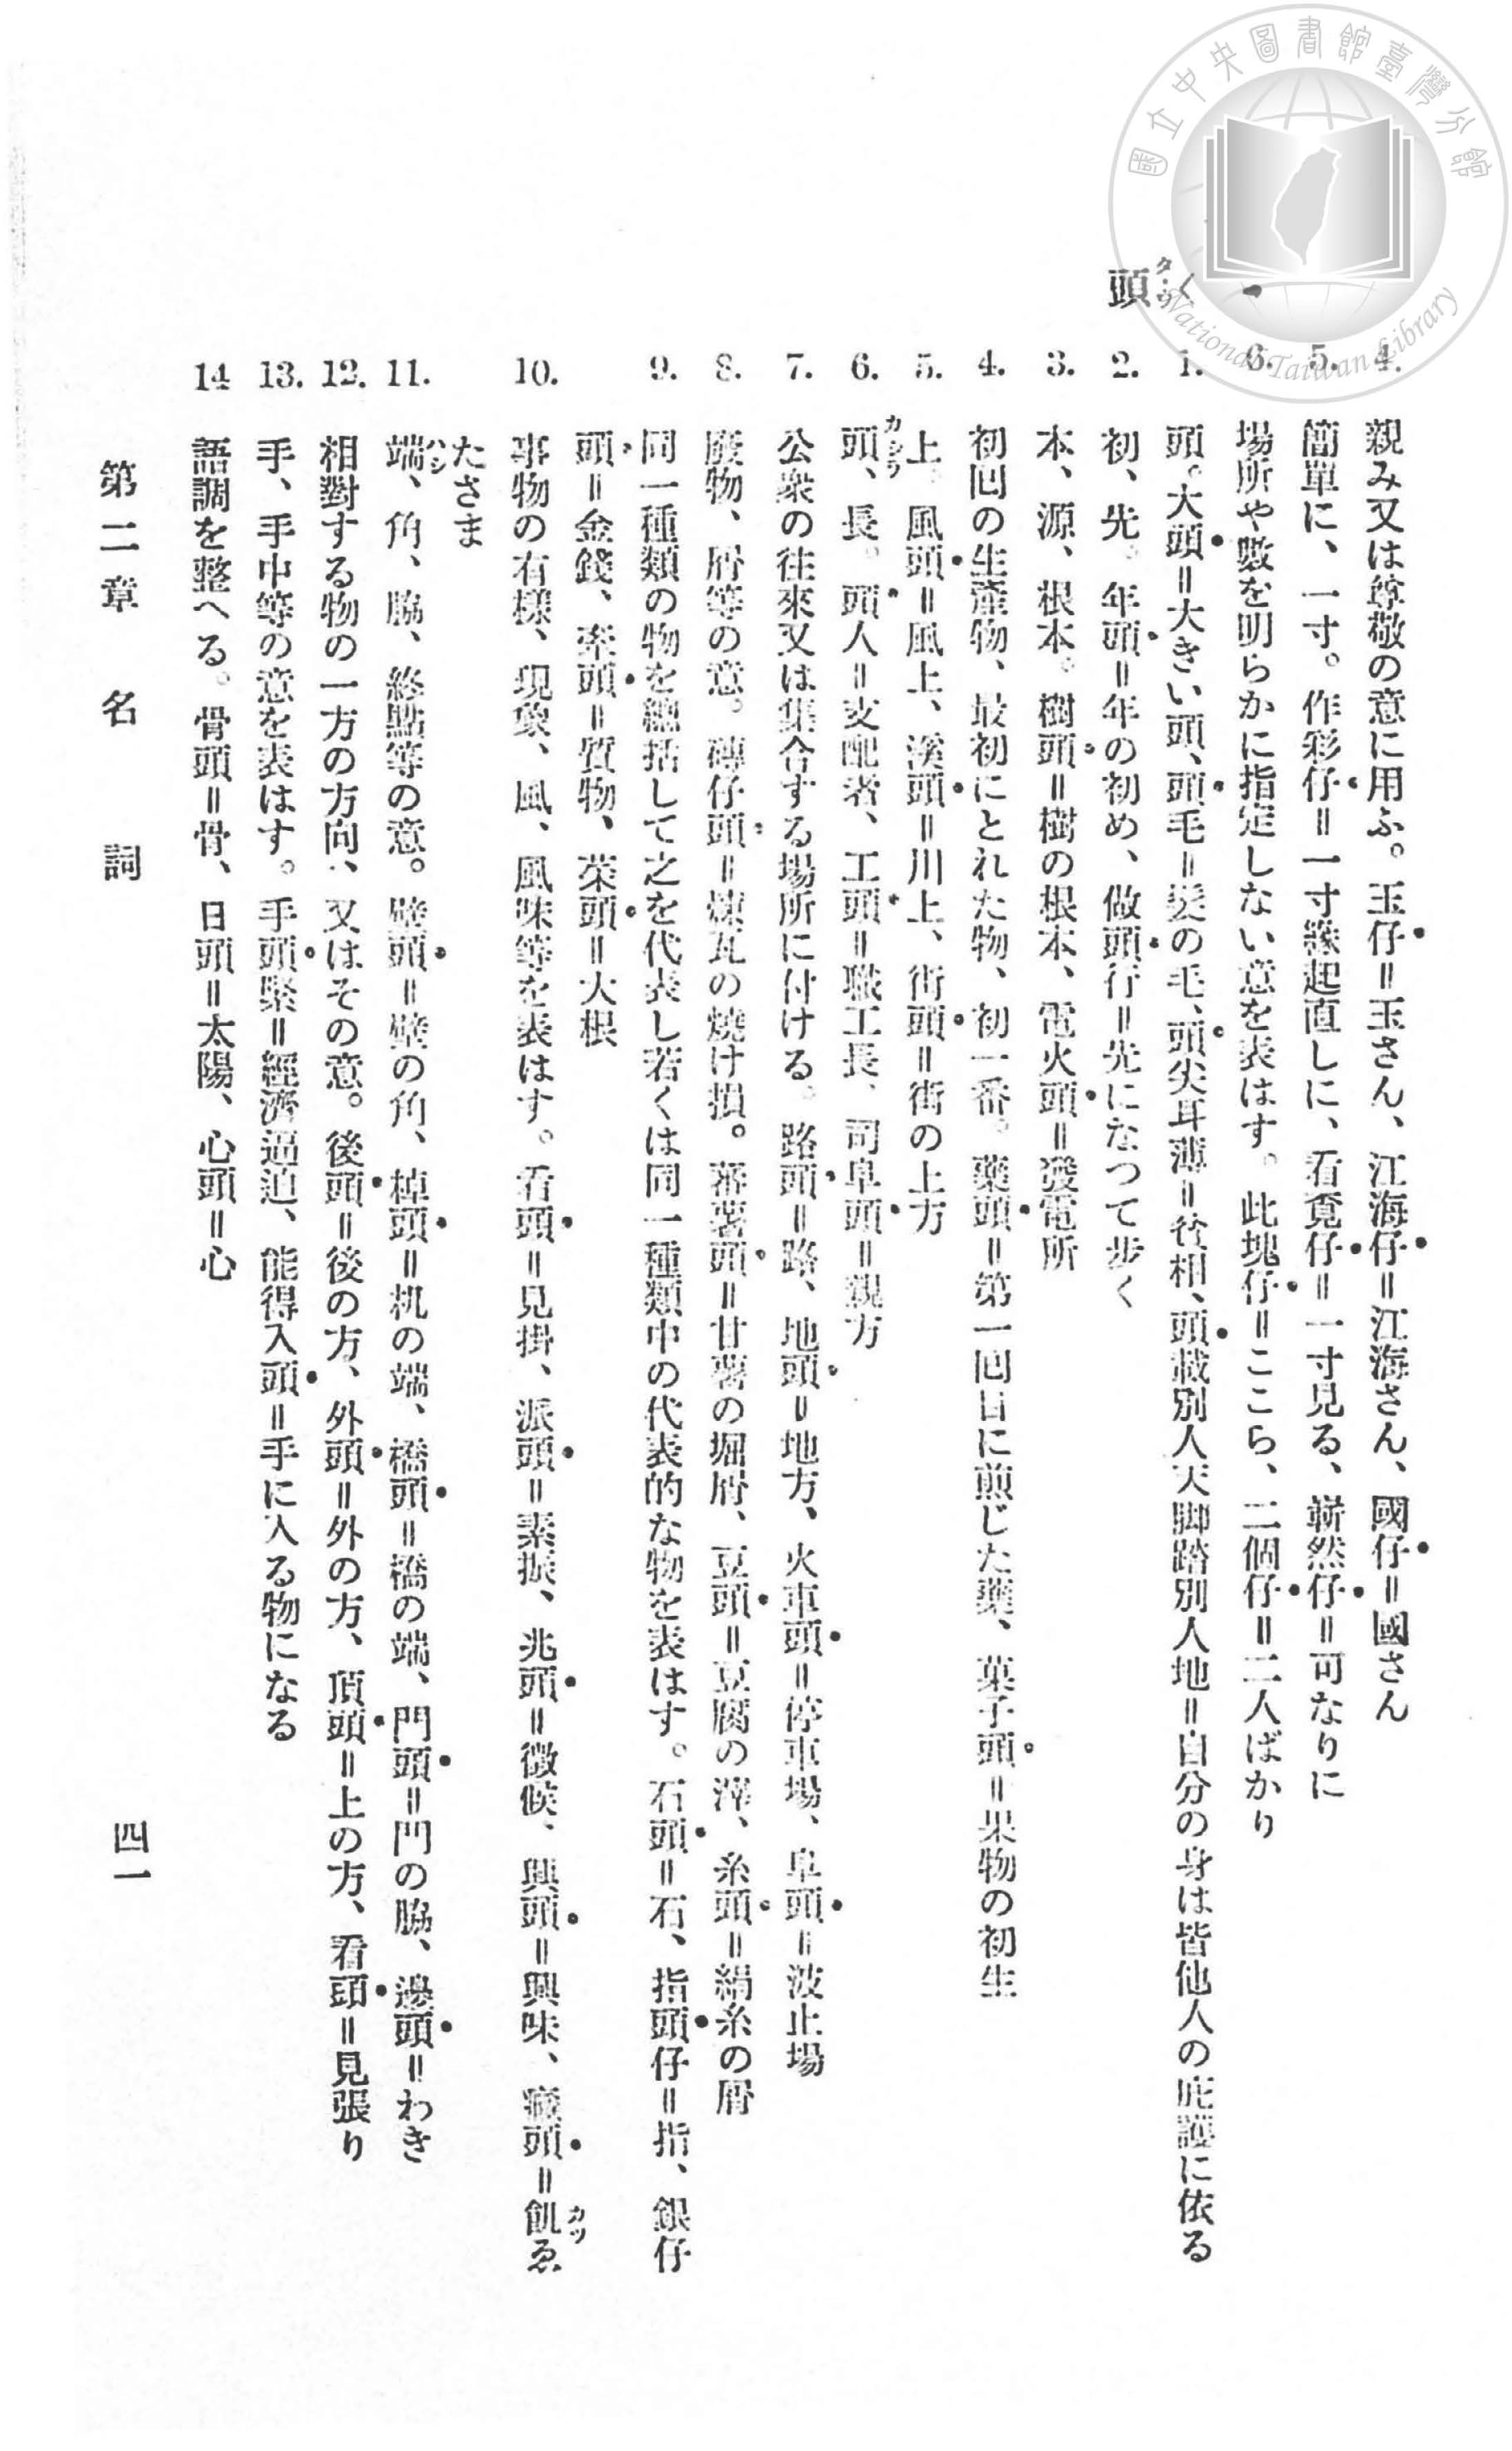 國立中央圖書館臺灣分館
National Taiwan Library
4. 親み又は尊敬の意に用ふ。玉仔=玉さん、江海仔=江海さん、國仔=國さん
5. 簡單に、一寸。作彩仔=一寸緣起直しに、看覓仔=一寸見る、嶄然仔=可なりに
6. 場所や數を明らかに指定しない意を表はす。此塊仔=ここら、二個仔=二人ばかり
頭
1. 頭。大頭=大きい頭、頭毛=髮の毛、頭尖耳薄=貧相、頭戴別人天脚踏別人地=自分の身は皆他人の庇護に依る
2. 初、先。年頭=年の初め、做頭行=先になつて步く
3. 本、源、根本。樹頭=樹の根本、電火頭=發電所
4. 初回の生產物、最初にとれた物、初一番。藥頭=第一回目に煎じた藥、菓子頭=果物の初生
5. 上。風頭=風上、溪頭=川上、街頭=街の上方
6. 頭、長。頭人=支配者、工頭=職工長、司阜頭=親方
7. 公衆の往來又は集合する場所に付ける。路頭=路、地頭=地方、火車頭=停車場、阜頭=波止場
8. 廢物、屑等の意。磚仔頭=煉瓦の燒け損。蕃薯頭=甘薯の堀屑、豆頭=豆腐の滓、糸頭=絹糸の屑
9. 同一種類の物を總括して之を代表し若くは同一種類中の代表的な物を表はす。石頭=石、指頭仔=指、銀仔
頭=金錢、奍頭=質物、菜頭=大根
10. 事物の有樣、現象、風、風味等を表はす。看頭=見掛、派頭=素振、兆頭=徵候、興頭=興味、癮頭=飢ゑ
たさま
11. 端、角、脇、終點等の意。壁頭=壁の角、棹頭=机の端、橋頭=橋の端、門頭=門の脇、邊頭=わき
12. 相對する物の一方の方向、又はその意。後頭=後の方、外頭=外の方、頂頭=上の方、看頭=見張り
13. 手、手中等の意を表はす。手頭緊=經濟逼迫、能得入頭=手に入る物になる
14 語調を整へる。骨頭=骨、日頭=太陽、心頭=心
第二章 名詞 四一